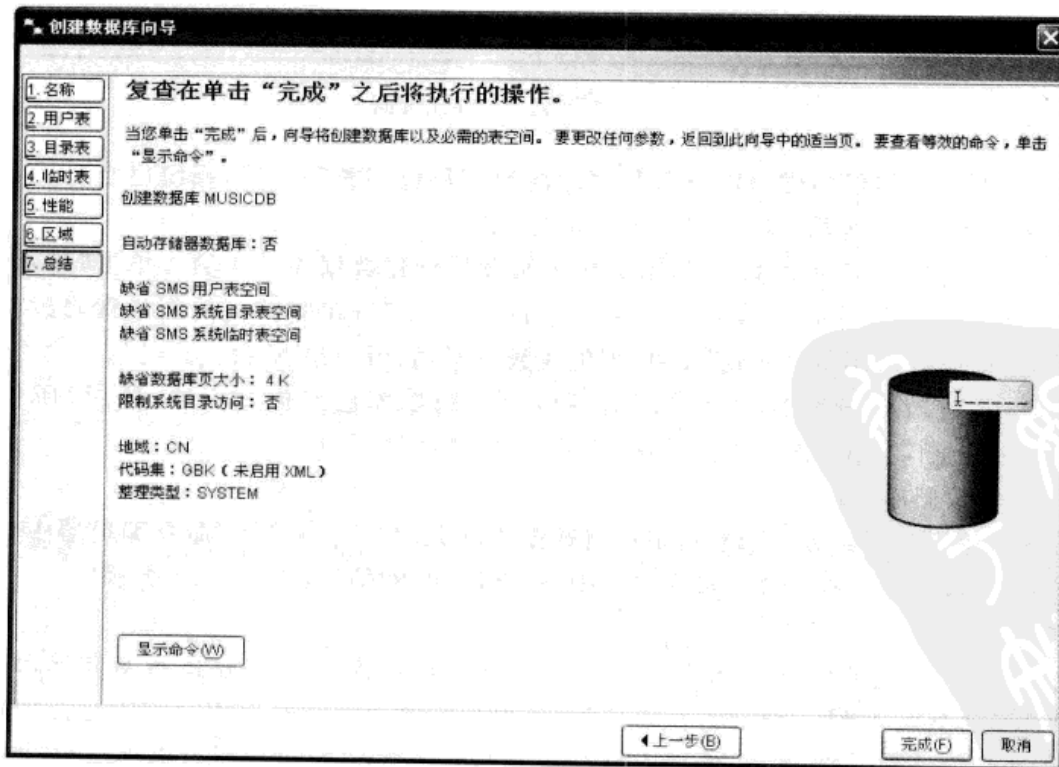 创建数据库向导
1. 名称
2. 用户表
3. 目录表
4. 临时表
5. 性能
6. 区域
7. 总结
复查在单击“完成”之后将执行的操作。
当您单击“完成”后，向导将创建数据库以及必需的表空间。 要更改任何参数，返回到此向导中的适当页。 要查看等效的命令，单击
“显示命令”。
创建数据库 MUSICDB
自动存储器数据库：否
缺省 SMS 用户表空间
缺省 SMS 系统目录表空间
缺省 SMS 系统临时表空间
缺省数据库页大小： 4 K
限制系统目录访问： 否
地域：CN
代码集：GBK（未启用 XML）
整理类型：SYSTEM
显示命令(W)
上一步(B)
完成(F)
取消